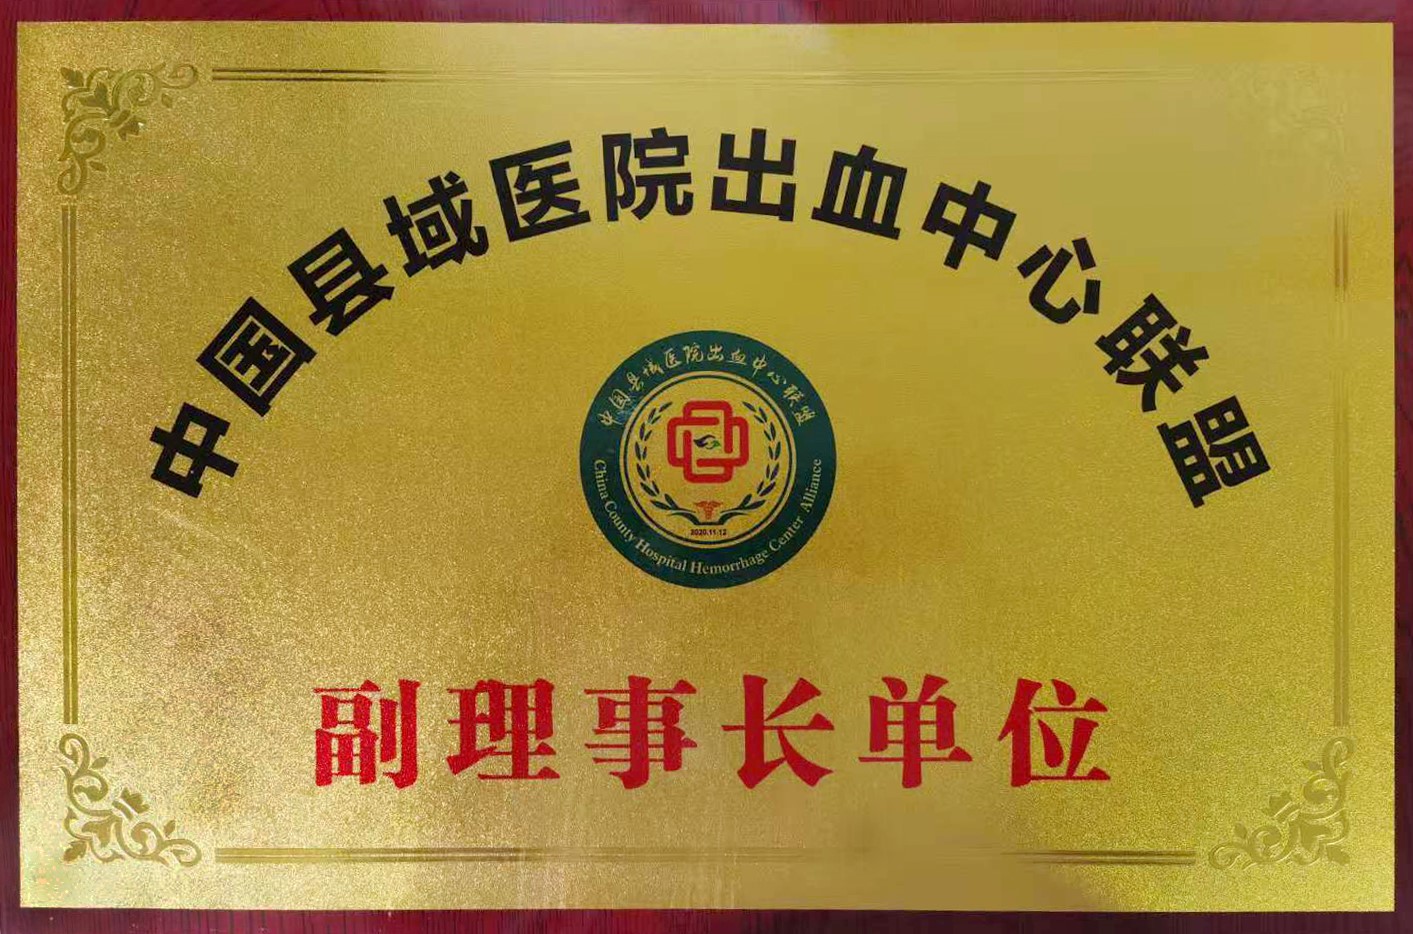 中国县域医院出血中心联盟
中国县域医院出血中心联盟
2020.11.12
China County Hospital Hemorrhage Center Alliance
副理事长单位